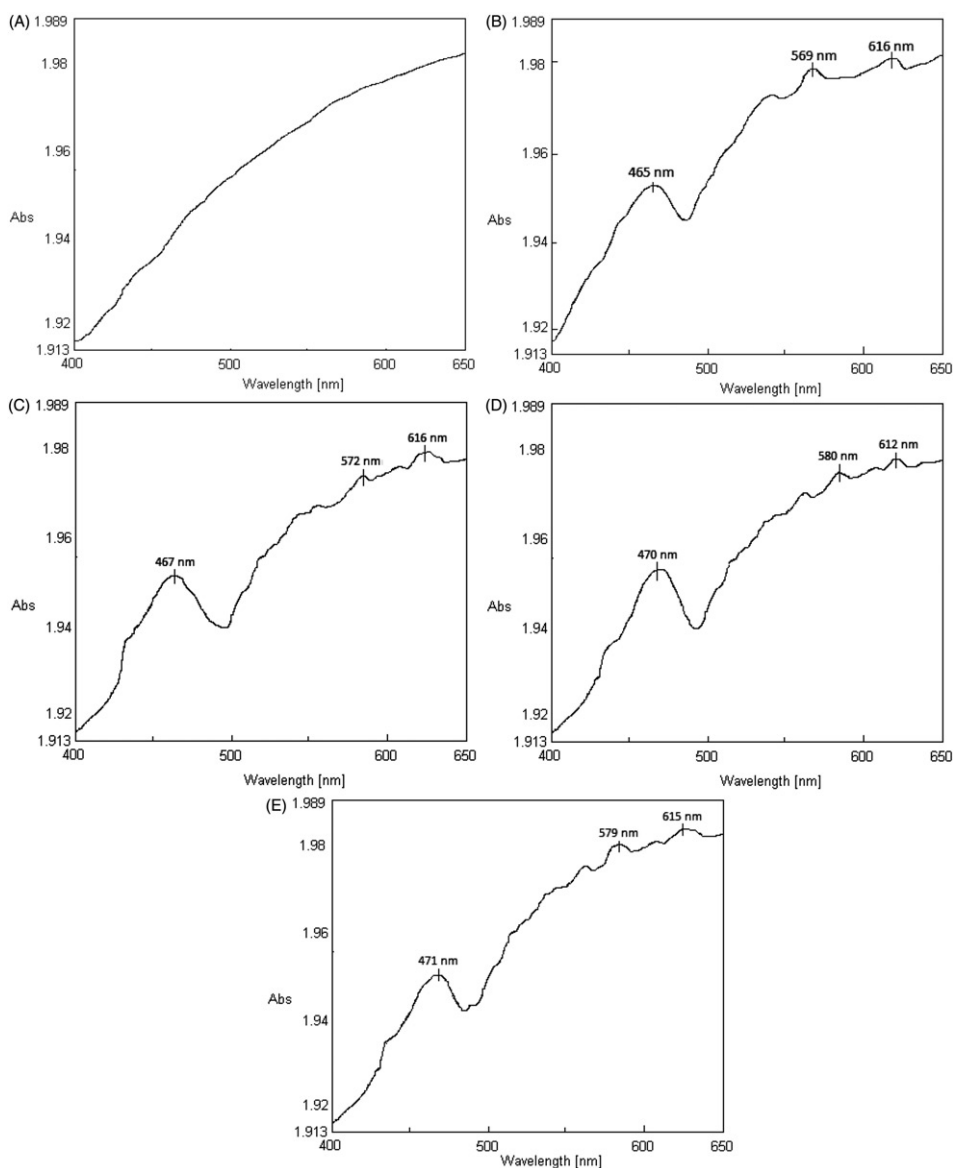 (A)
1.989
1.98
1.96
Abs
1.94
1.92
1.913
400
500
600
650
Wavelength [nm]
(B)
1.989
569 nm
616 nm
1.98
1.96
465 nm
Abs
1.94
1.92
1.913
400
500
600
650
Wavelength [nm]
(C)
1.989
616 nm
572 nm
1.98
1.96
467 nm
Abs
1.94
1.92
1.913
400
500
600
650
Wavelength [nm]
(D)
1.989
580 nm
612 nm
1.98
1.96
470 nm
Abs
1.94
1.92
1.913
400
500
600
650
Wavelength [nm]
(E)
1.989
579 nm
615 nm
1.98
1.96
471 nm
Abs
1.94
1.92
1.913
400
500
600
650
Wavelength [nm]